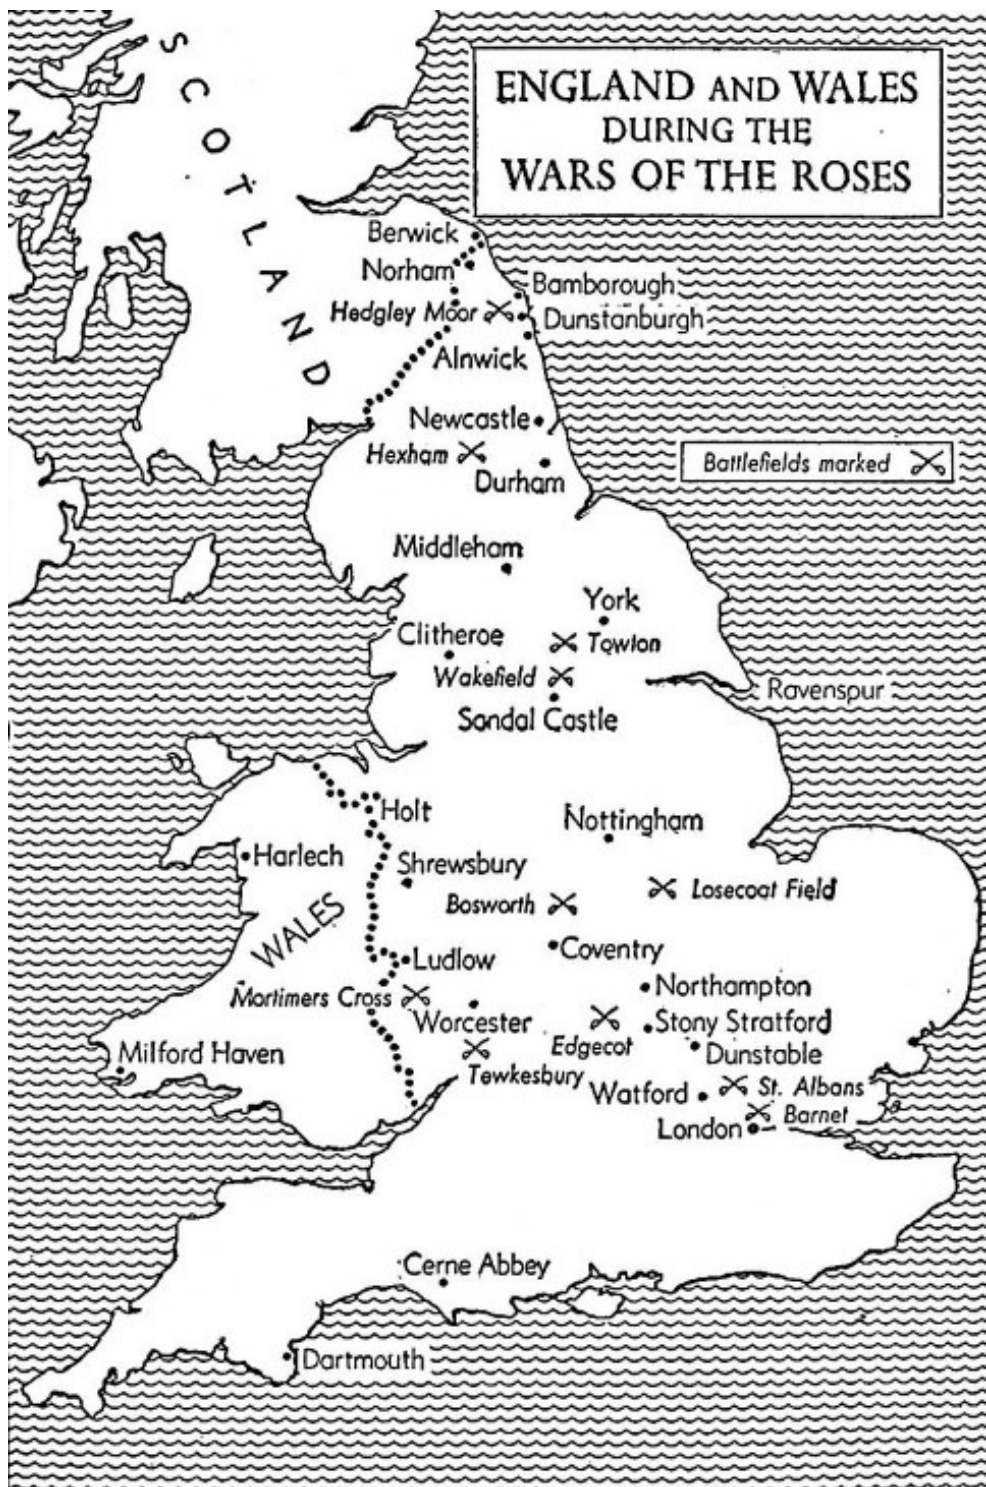 SCOTLAND
ENGLAND AND WALES
DURING THE
WARS OF THE ROSES
Berwick
Norham
Bamborough
Hedgley Moor
Dunstanburgh
Alnwick
Newcastle
Hexham
Battlefields marked
Durham
Middleham
York
Clitheroe
Towton
Wakefield
Ravenspur
Sandal Castle
Holt
Nottingham
Harlech
Shrewsbury
Losecoat Field
Bosworth
WALES
Coventry
Ludlow
Northampton
Mortimers Cross
Worcester
Stony Stratford
Edgecot
Milford Haven
Dunstable
Tewkesbury
St. Albans
Watford
Barnet
London
Cerne Abbey
Dartmouth